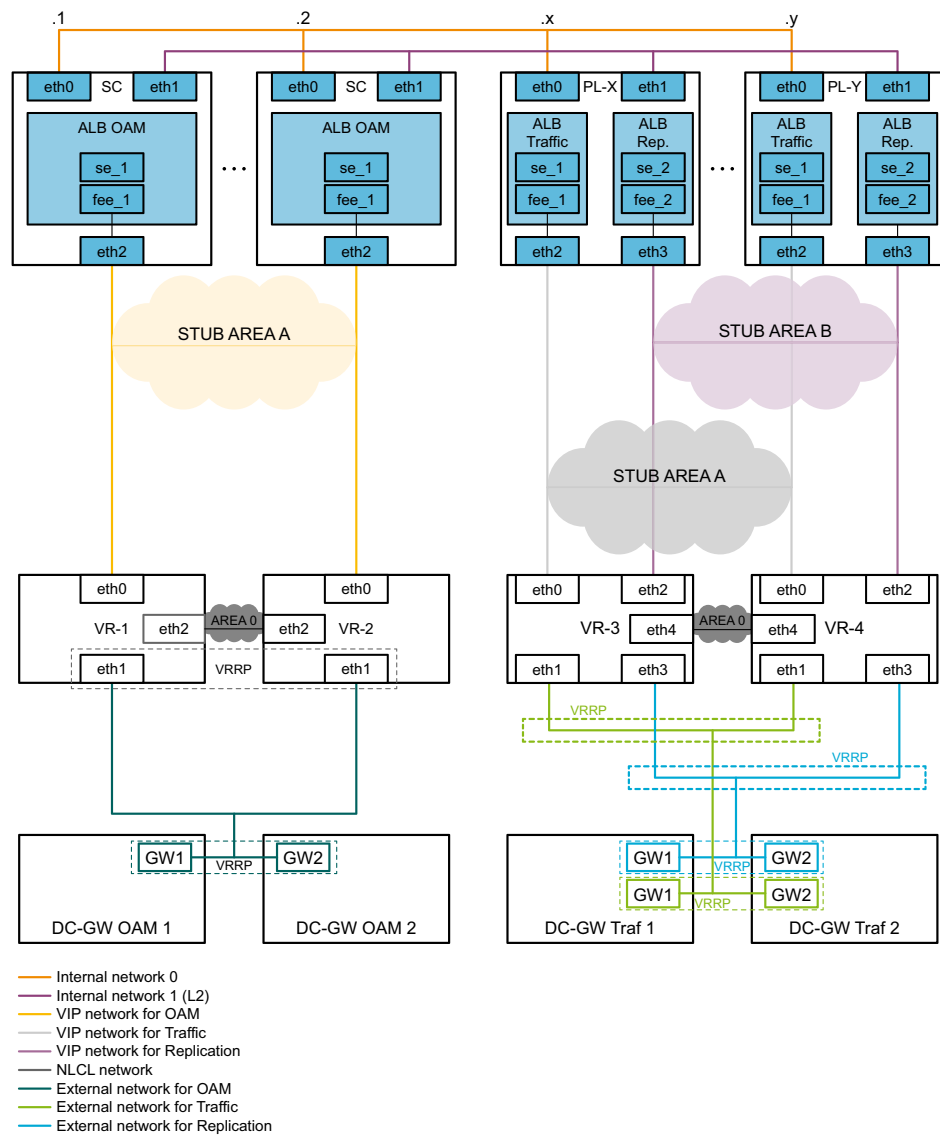 .1 .2 .x .y
eth0 SC eth1 eth0 SC eth1 eth0 PL-X eth1 eth0 PL-Y eth1
ALB OAM
se_1
fee_1
eth2
...
ALB OAM
se_1
fee_1
eth2
ALB
Traffic
se_1
fee_1
eth2
ALB
Rep.
se_2
fee_2
eth3
...
ALB
Traffic
se_1
fee_1
eth2
ALB
Rep.
se_2
fee_2
eth3
STUB AREA A
STUB AREA B
STUB AREA A
eth0
VR-1
eth2
eth1
AREA 0
VRRP
eth0
eth2
VR-2
eth1
eth0
eth2
VR-3
eth4
eth1
eth3
AREA 0
eth0
eth2
eth4
VR-4
eth1
eth3
VRRP
VRRP
GW1
VRRP
GW2
DC-GW OAM 1
DC-GW OAM 2
GW1
VRRP
GW2
GW1
VRRP
GW2
DC-GW Traf 1
DC-GW Traf 2
Internal network 0
Internal network 1 (L2)
VIP network for OAM
VIP network for Traffic
VIP network for Replication
NLCL network
External network for OAM
External network for Traffic
External network for Replication